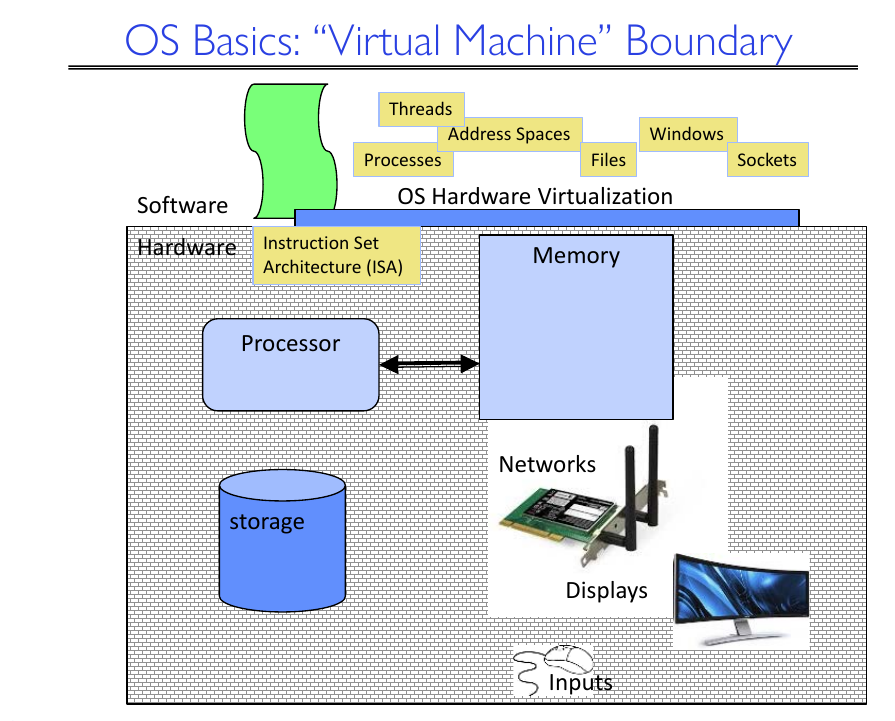 OS Basics: “Virtual Machine” Boundary
Threads
Address Spaces
Windows
Processes
Files
Sockets
OS Hardware Virtualization
Software
Hardware
Instruction Set
Architecture (ISA)
Memory
Processor
Networks
storage
Displays
Inputs